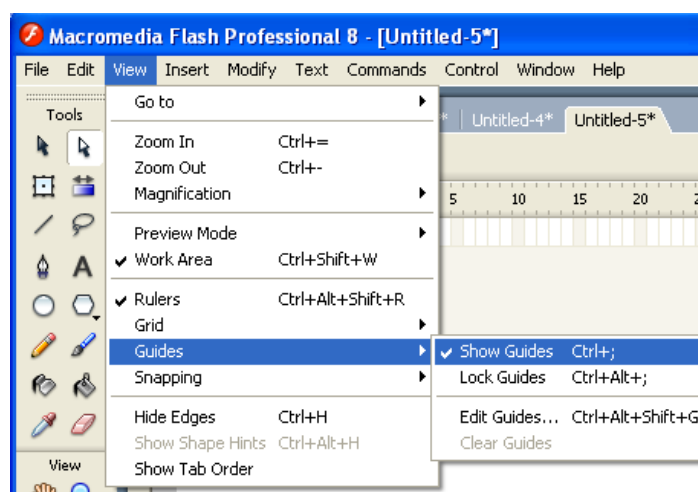 Macromedia Flash Professional 8 - [Untitled-5*]
File Edit View Insert Modify Text Commands Control Window Help
Tools
Go to
* Untitled-4* Untitled-5*
Zoom In Ctrl+=
Zoom Out Ctrl+-
Magnification
5 10 15 20
Preview Mode
Work Area Ctrl+Shift+W
A
Rulers Ctrl+Alt+Shift+R
Grid
Guides
Show Guides Ctrl+;
Snapping
Lock Guides Ctrl+Alt+;
Hide Edges Ctrl+H
Edit Guides... Ctrl+Alt+Shift+G
Show Shape Hints Ctrl+Alt+H
Clear Guides
View
Show Tab Order